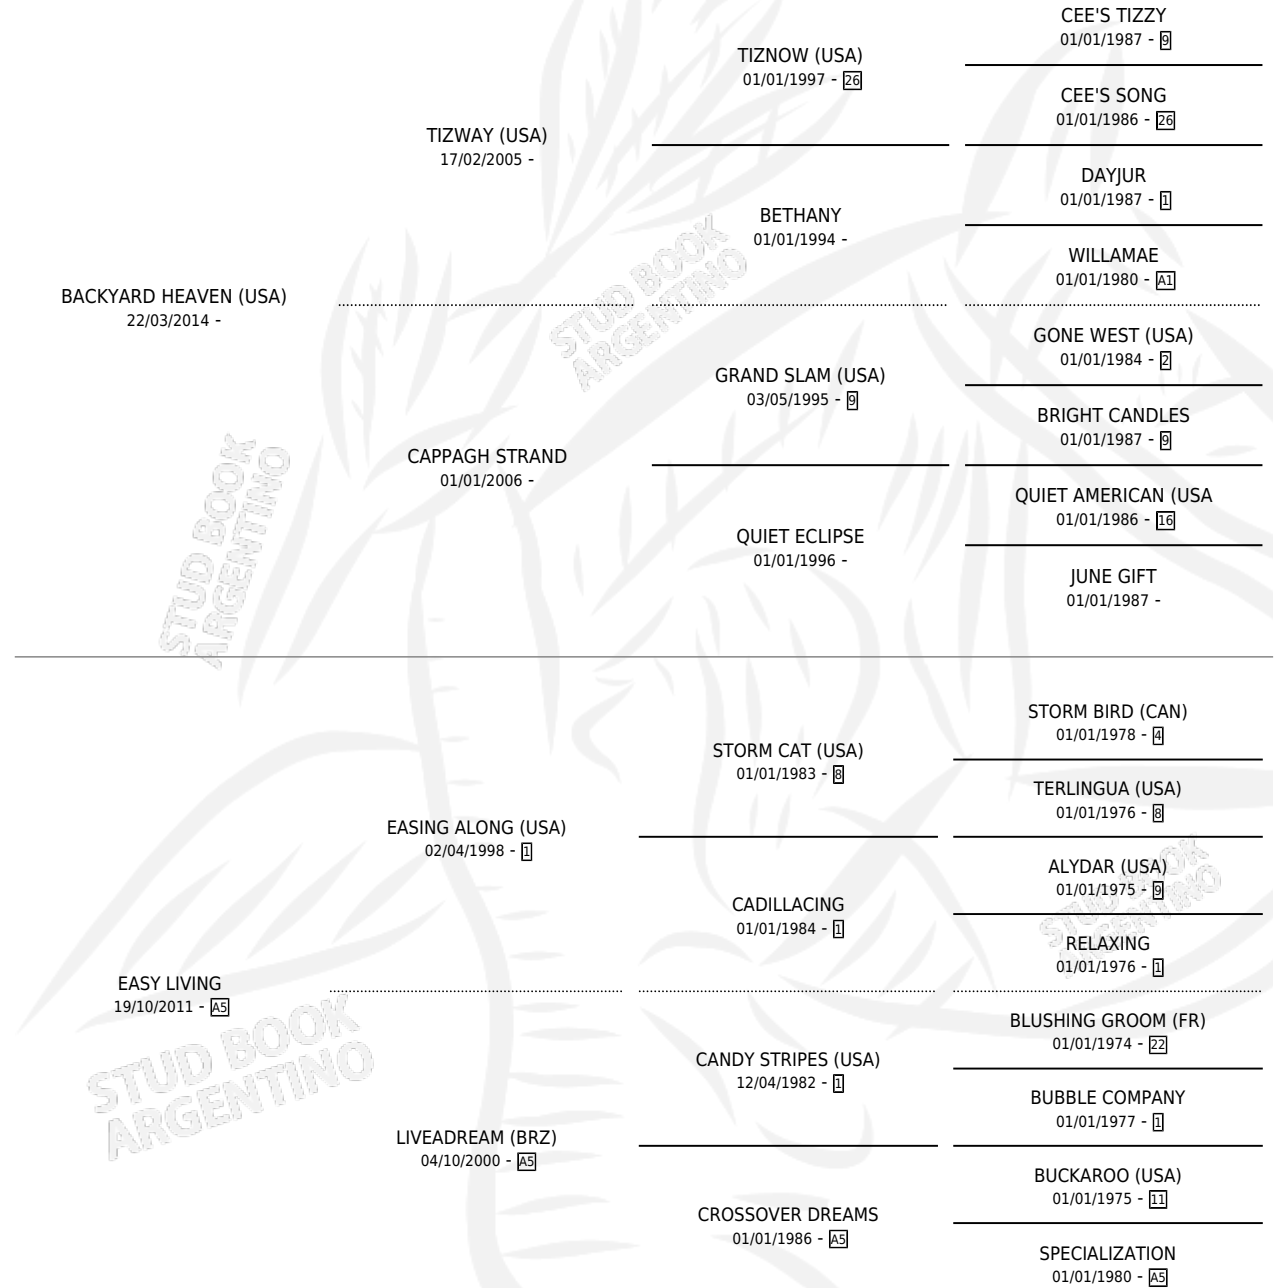 CEE'S TIZZY
01/01/1987 - 9
TIZNOW (USA)
01/01/1997 - 26
CEE'S SONG
01/01/1986 - 26
TIZWAY (USA)
17/02/2005 -
DAYJUR
01/01/1987 - 1
BETHANY
01/01/1994 -
WILLAMAE
01/01/1980 - A1
BACKYARD HEAVEN (USA)
22/03/2014 -
STUD BOOK
ARGENTINO
GONE WEST (USA)
01/01/1984 - 2
GRAND SLAM (USA)
03/05/1995 - 9
BRIGHT CANDLES
01/01/1987 - 9
CAPPAGH STRAND
01/01/2006 -
QUIET AMERICAN (USA
01/01/1986 - 16
QUIET ECLIPSE
01/01/1996 -
JUNE GIFT
01/01/1987 -
STUD BOOK
ARGENTINO
STORM BIRD (CAN)
01/01/1978 - 4
STORM CAT (USA)
01/01/1983 - 8
TERLINGUA (USA)
01/01/1976 - 8
EASING ALONG (USA)
02/04/1998 - 1
ALYDAR (USA)
01/01/1975 - 9
CADILLACING
01/01/1984 - 1
RELAXING
01/01/1976 - 1
STUD BOOK
ARGENTINO
EASY LIVING
19/10/2011 - A5
BLUSHING GROOM (FR)
01/01/1974 - 22
CANDY STRIPES (USA)
12/04/1982 - 1
BUBBLE COMPANY
01/01/1977 - 1
STUD BOOK
ARGENTINO
LIVEADREAM (BRZ)
04/10/2000 - A5
BUCKAROO (USA)
01/01/1975 - 11
CROSSOVER DREAMS
01/01/1986 - A5
SPECIALIZATION
01/01/1980 - A5